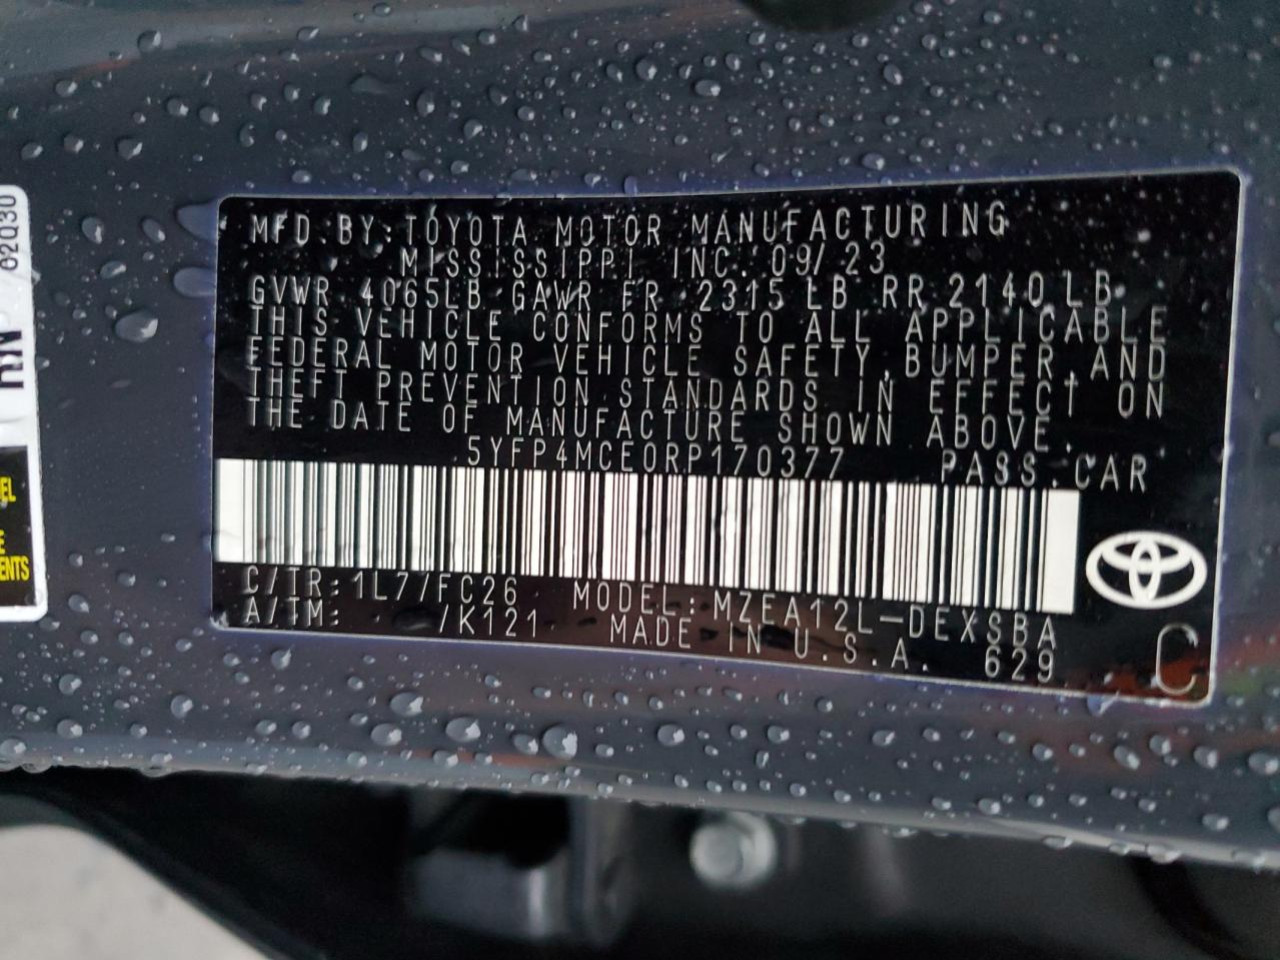 MFD BY: TOYOTA MOTOR MANUFACTURING
MISSISSIPPI, INC. 09/23
GVWR 4065LB GAWR FR 2315 LB RR 2140 LB
THIS VEHICLE CONFORMS TO ALL APPLICABLE
FEDERAL MOTOR VEHICLE SAFETY, BUMPER, AND
THEFT PREVENTION STANDARDS IN EFFECT ON
THE DATE OF MANUFACTURE SHOWN ABOVE.
5YFP4MCE0RP170377 PASS. CAR
C/TR: 1L7/FC26 MODEL: MZEA12L-DEXSBA
A/TM: /K121 MADE IN U.S.A. 629
C
02Q30